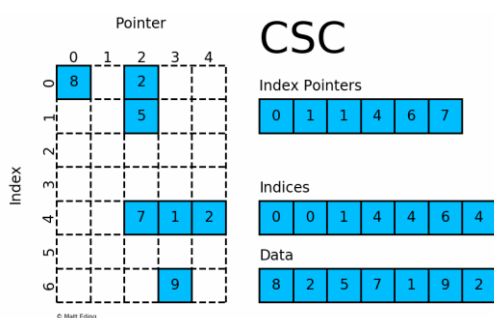 Pointer
CSC
0 1 2 3 4
Index
0
8 2
1
5
2
3
4
7 1 2
5
6
9
Index Pointers
0 1 1 4 6 7
Indices
0 0 1 4 4 6 4
Data
8 2 5 7 1 9 2
© Matt Eding